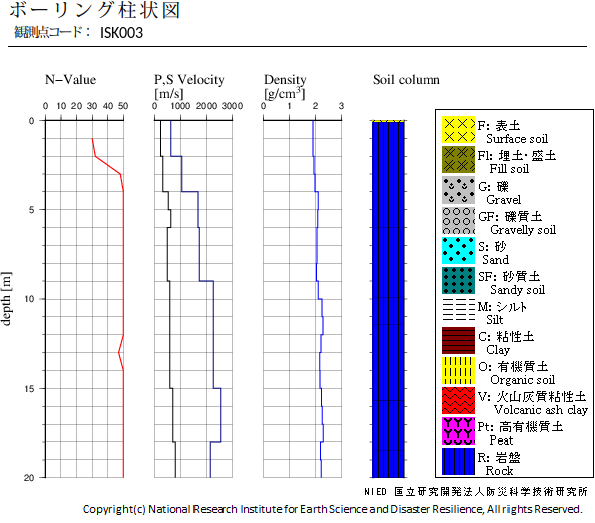 ボーリング柱状図
観測点コード： ISK003
N−Value
P,S Velocity
[m/s]
Density
[g/cm³]
Soil column
0 10 20 30 40 50
0 1000 2000 3000
0 1 2 3
0
5
10
15
20
depth [m]
F: 表土
Surface soil
Fl: 埋土・盛土
Fill soil
G: 礫
Gravel
GF: 礫質土
Gravelly soil
S: 砂
Sand
SF: 砂質土
Sandy soil
M: シルト
Silt
C: 粘性土
Clay
O: 有機質土
Organic soil
V: 火山灰質粘性土
Volcanic ash clay
Pt: 高有機質土
Peat
R: 岩盤
Rock
NIED 国立研究開発法人防災科学技術研究所
Copyright(c) National Research Institute for Earth Science and Disaster Resilience, All rights Reserved.